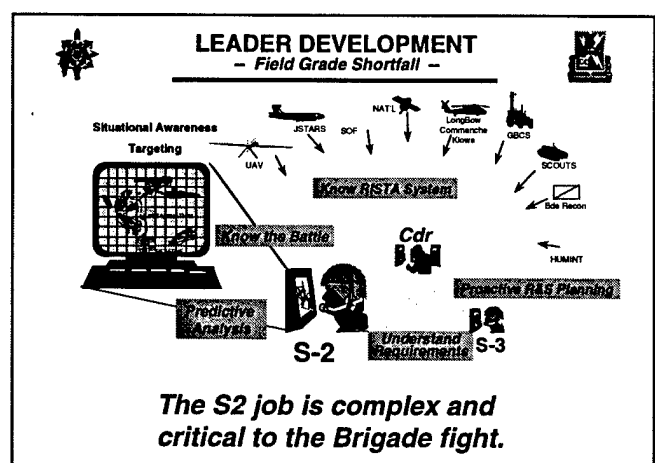 LEADER DEVELOPMENT
– Field Grade Shortfall –
Situational Awareness
Targeting
UAV
JSTARS
SOF
NAT'L
LongBow
Commenche
Kiowa
GBCS
SCOUTS
Bde Recon
HUMINT
Know RISTA System
Know the Battle
Cdr
Proactive R&S Planning
Predictive
Analysis
S-2
Understand
Requirements
S-3
The S2 job is complex and
critical to the Brigade fight.